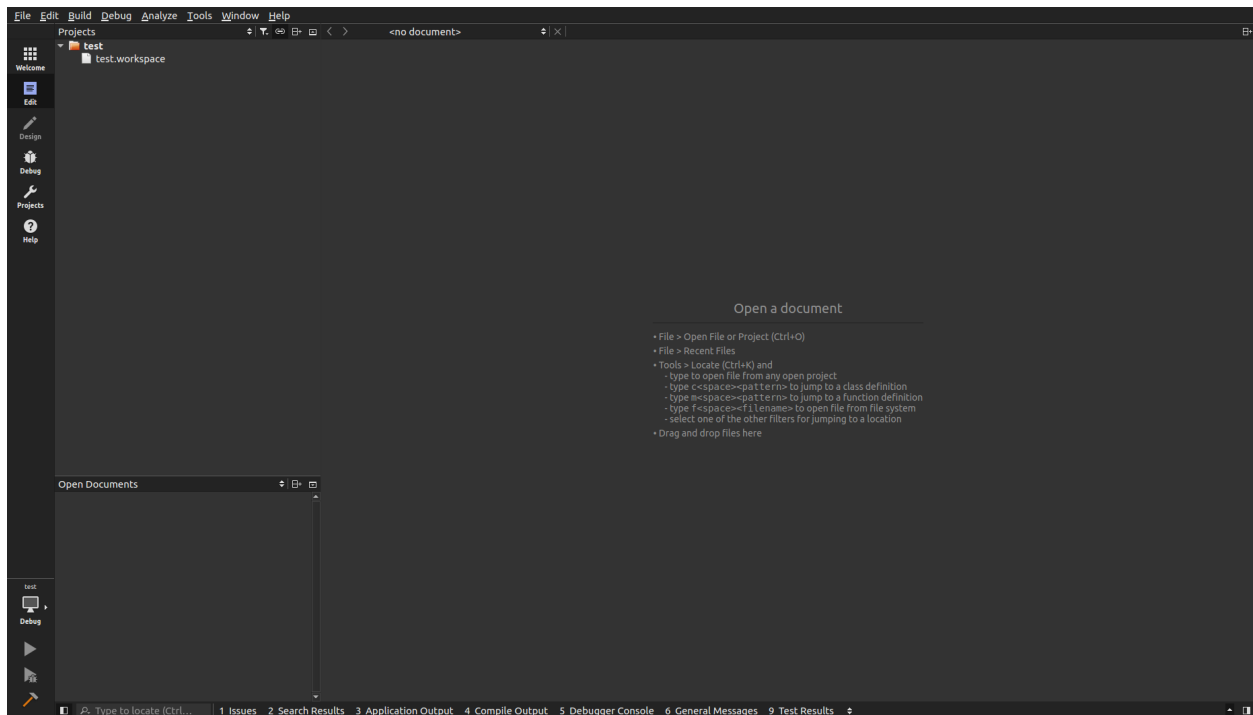 File Edit Build Debug Analyze Tools Window Help
Projects
<no document>
test
test.workspace
Welcome
Edit
Design
Debug
Projects
Help
Open a document
• File > Open File or Project (Ctrl+O)
• File > Recent Files
• Tools > Locate (Ctrl+K) and
- type to open file from any open project
- type c<space><pattern> to jump to a class definition
- type m<space><pattern> to jump to a function definition
- type f<space><filename> to open file from file system
- select one of the other filters for jumping to a location
• Drag and drop files here
Open Documents
test
Debug
Type to locate (Ctrl... 1 Issues 2 Search Results 3 Application Output 4 Compile Output 5 Debugger Console 6 General Messages 9 Test Results